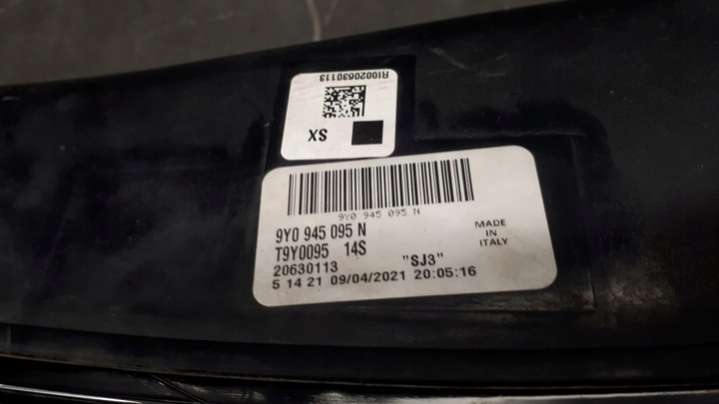 RI0020630113
SX
9Y0 945 095 N
9Y0 945 095 N
T9Y0095 14S
20630113 "SJ3"
5 14 21 09/04/2021 20:05:16
MADE
IN
ITALY